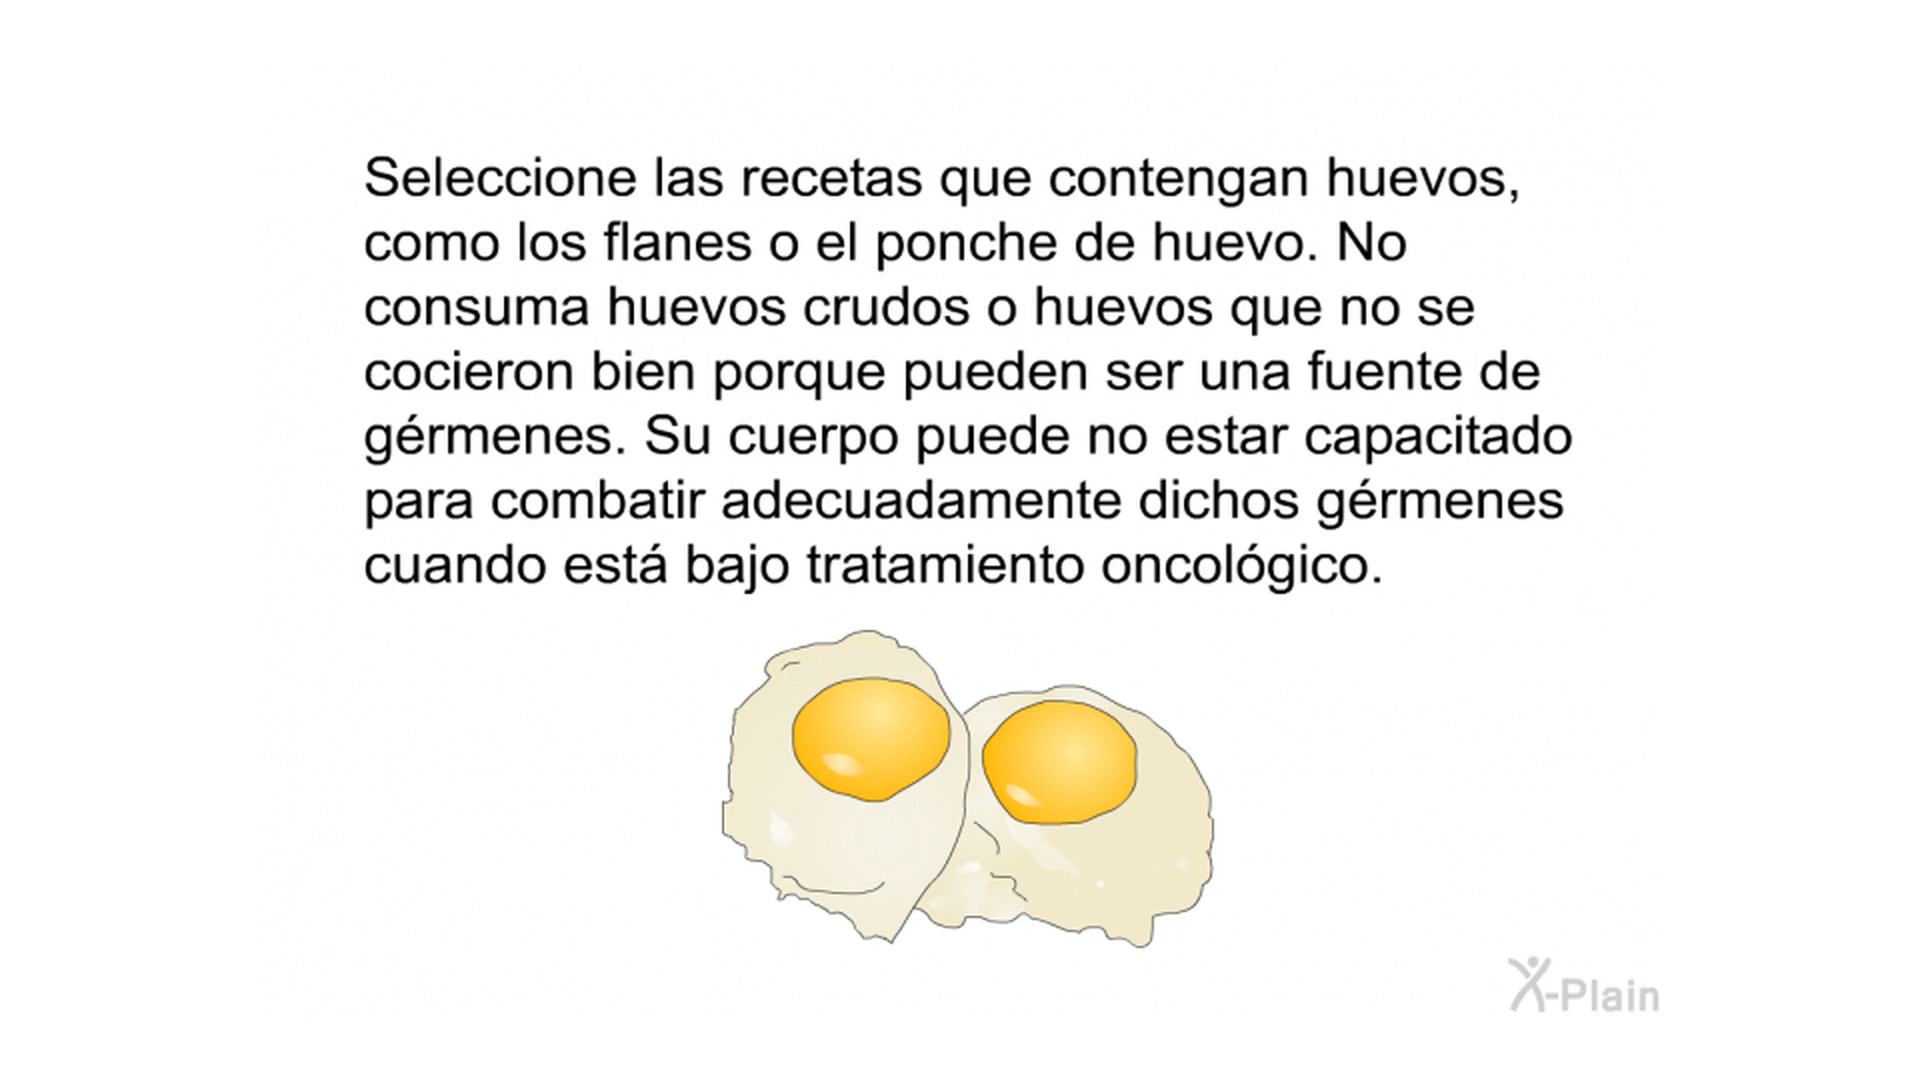 Seleccione las recetas que contengan huevos,
como los flanes o el ponche de huevo. No
consuma huevos crudos o huevos que no se
cocieron bien porque pueden ser una fuente de
gérmenes. Su cuerpo puede no estar capacitado
para combatir adecuadamente dichos gérmenes
cuando está bajo tratamiento oncológico.
X-Plain